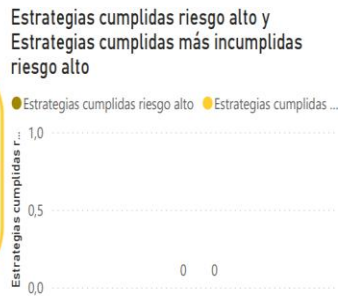 Estrategias cumplidas riesgo alto y
Estrategias cumplidas más incumplidas
riesgo alto
Estrategias cumplidas riesgo alto Estrategias cumplidas ...
Estrategias cumplidas r...
1,0
0,5
0 0
0,0